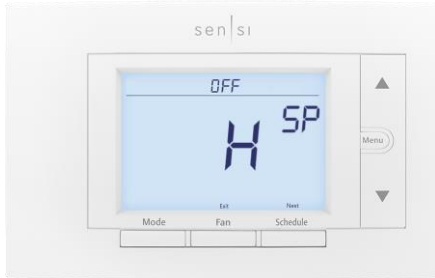 sensi
OFF
SP
H
Menu
Exit Next
Mode Fan Schedule